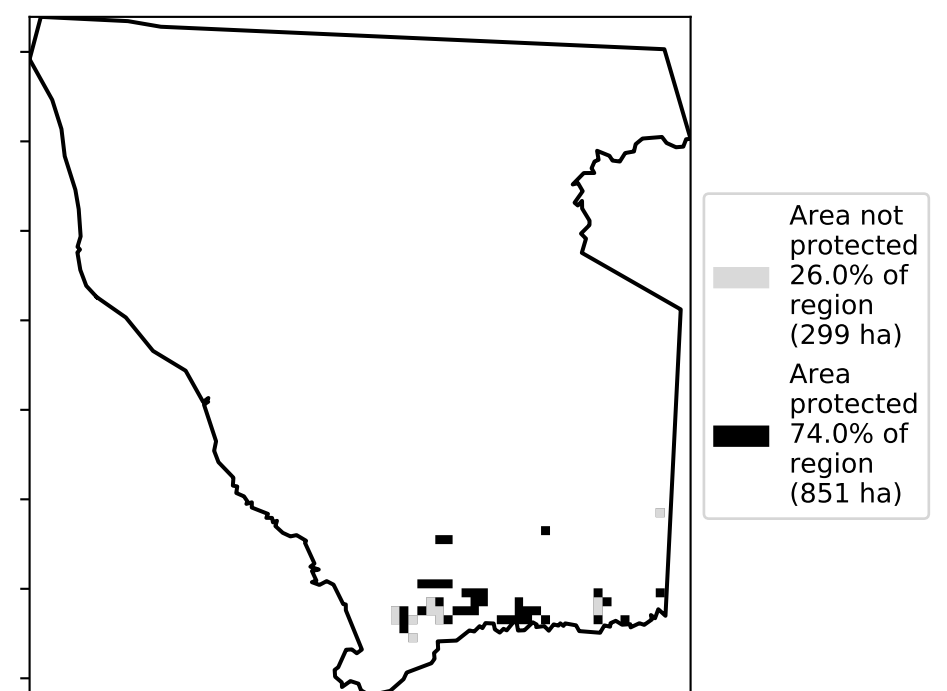 Area not
protected
26.0% of
region
(299 ha)
Area
protected
74.0% of
region
(851 ha)